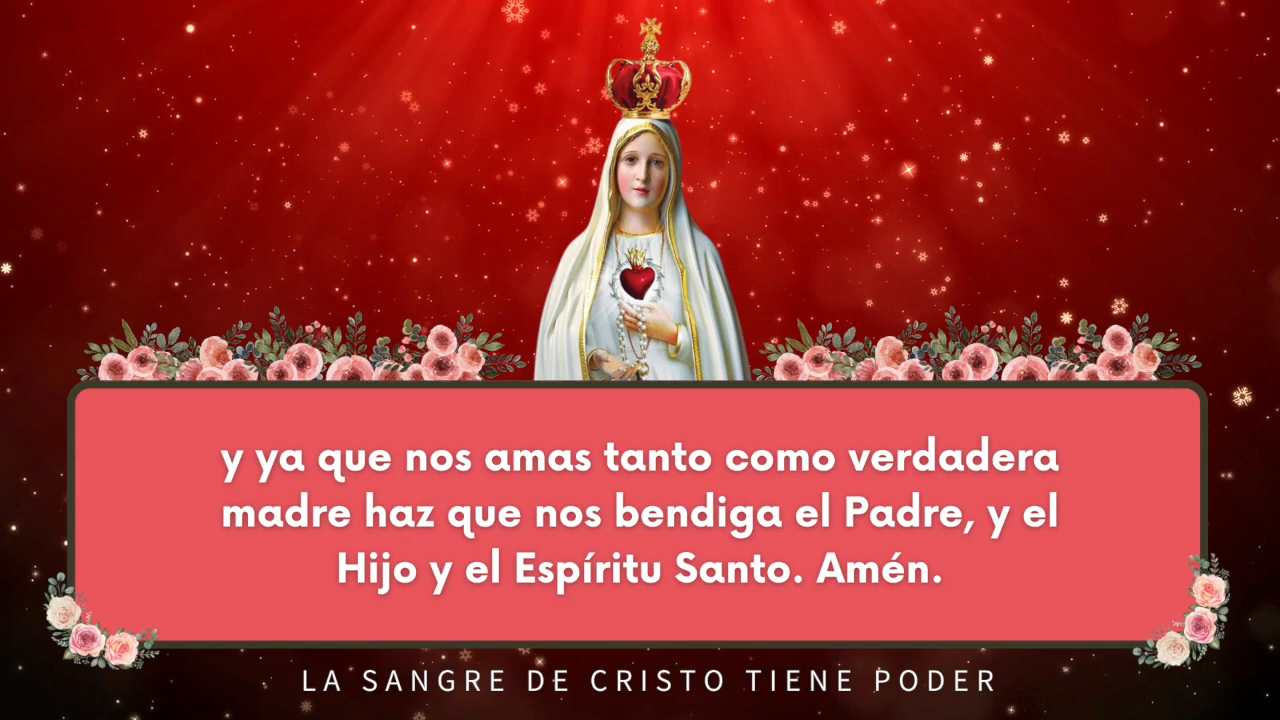 y ya que nos amas tanto como verdadera
madre haz que nos bendiga el Padre, y el
Hijo y el Espíritu Santo. Amén.
LA SANGRE DE CRISTO TIENE PODER